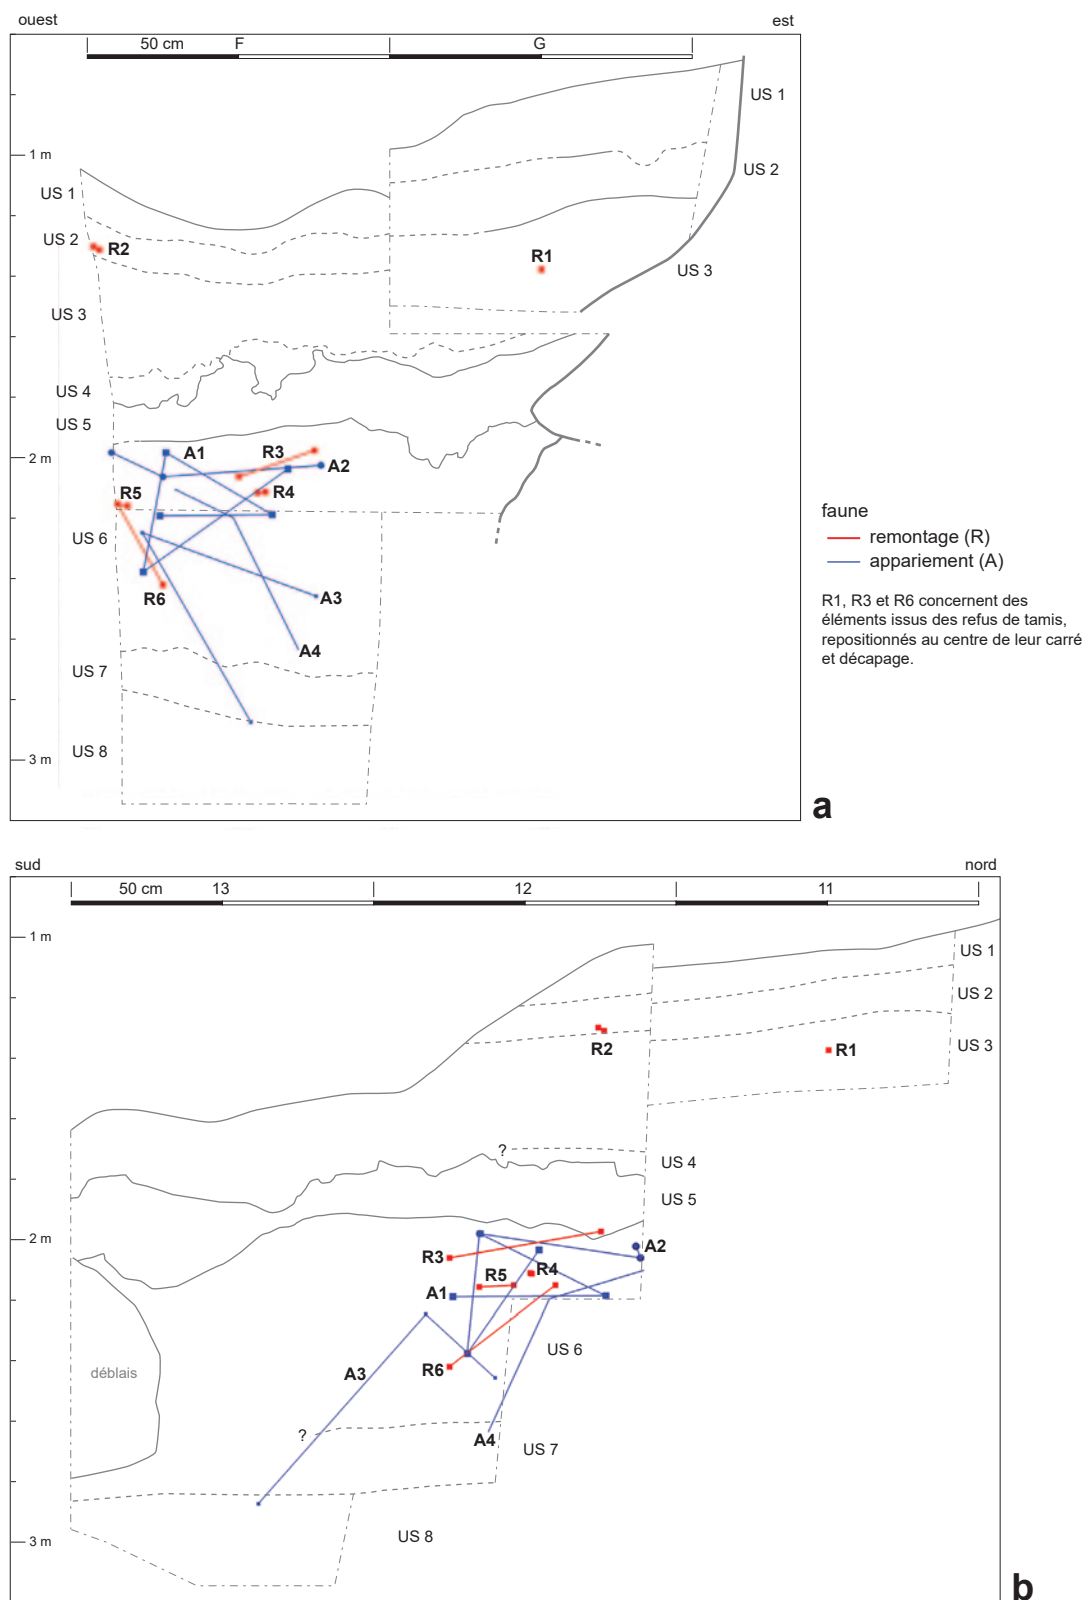 ouest
est
50 cm
F
G
US 1
1 m
US 2
US 1
US 2
R2
R1
US 3
US 3
US 4
US 5
A1
R3
2 m
A2
R5
R4
US 6
R6
A3
A4
US 7
US 8
3 m
a
faune
remontage (R)
appariement (A)
R1, R3 et R6 concernent des
éléments issus des refus de tamis,
repositionnés au centre de leur carré
et décapage.
sud
nord
50 cm
13
12
11
1 m
US 1
US 2
R2
R1
US 3
?
US 4
US 5
2 m
R3
A2
R5
R4
A1
US 6
déblais
A3
R6
?
A4
US 7
US 8
3 m
b